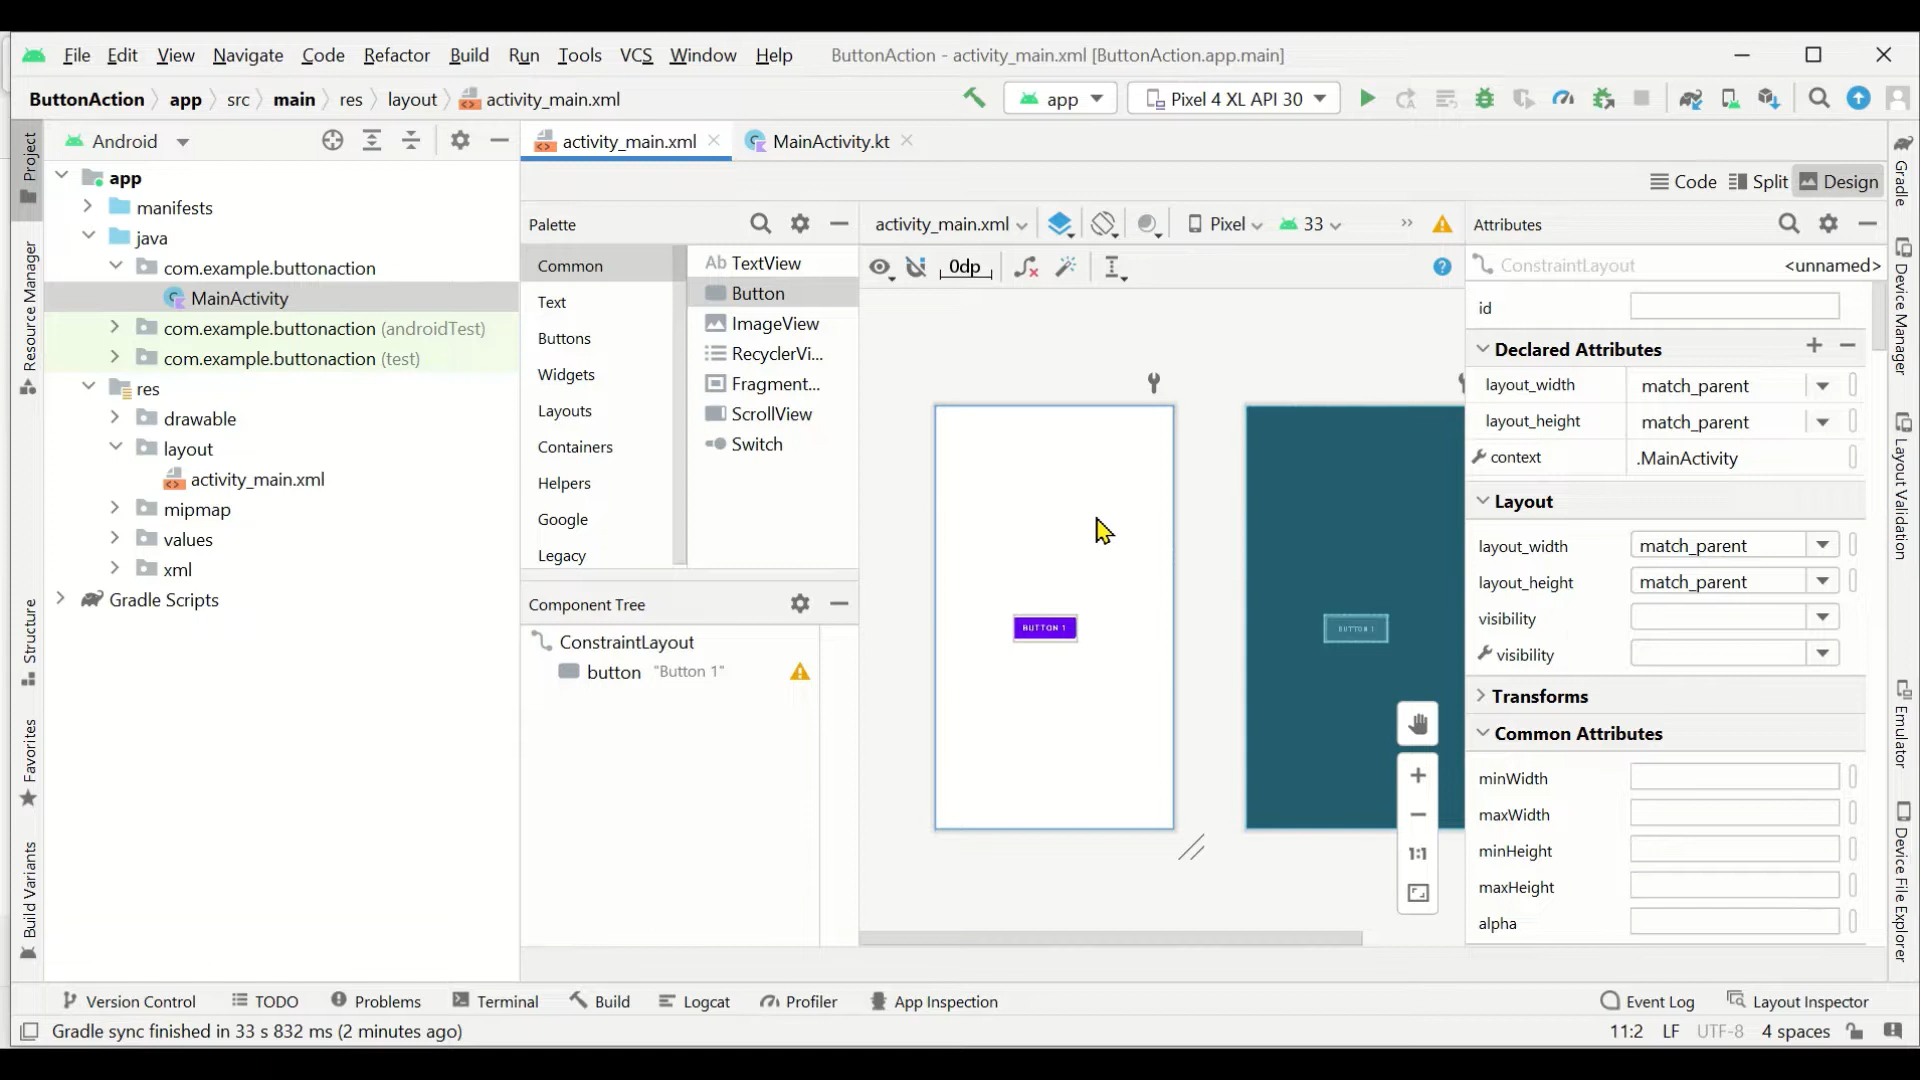 File Edit View Navigate Code Refactor Build Run Tools VCS Window Help ButtonAction - activity_main.xml [ButtonAction.app.main]
ButtonAction app src main res layout activity_main.xml app Pixel 4 XL API 30
Project
Resource Manager
Structure
Favorites
Build Variants
Android
app
manifests
java
com.example.buttonaction
MainActivity
com.example.buttonaction (androidTest)
com.example.buttonaction (test)
res
drawable
layout
activity_main.xml
mipmap
values
xml
Gradle Scripts
activity_main.xml MainActivity.kt
Code Split Design
Palette
Common
Text
Buttons
Widgets
Layouts
Containers
Helpers
Google
Legacy
Ab TextView
Button
ImageView
RecyclerVi...
Fragment...
ScrollView
Switch
Component Tree
ConstraintLayout
button "Button 1"
activity_main.xml Pixel 33 »
0dp
BUTTON 1
BUTTON 1
1:1
Attributes
ConstraintLayout <unnamed>
id
Declared Attributes
layout_width match_parent
layout_height match_parent
context .MainActivity
Layout
layout_width match_parent
layout_height match_parent
visibility
visibility
Transforms
Common Attributes
minWidth
maxWidth
minHeight
maxHeight
alpha
Gradle
Device Manager
Layout Validation
Emulator
Device File Explorer
Version Control TODO Problems Terminal Build Logcat Profiler App Inspection Event Log Layout Inspector
Gradle sync finished in 33 s 832 ms (2 minutes ago) 11:2 LF UTF-8 4 spaces